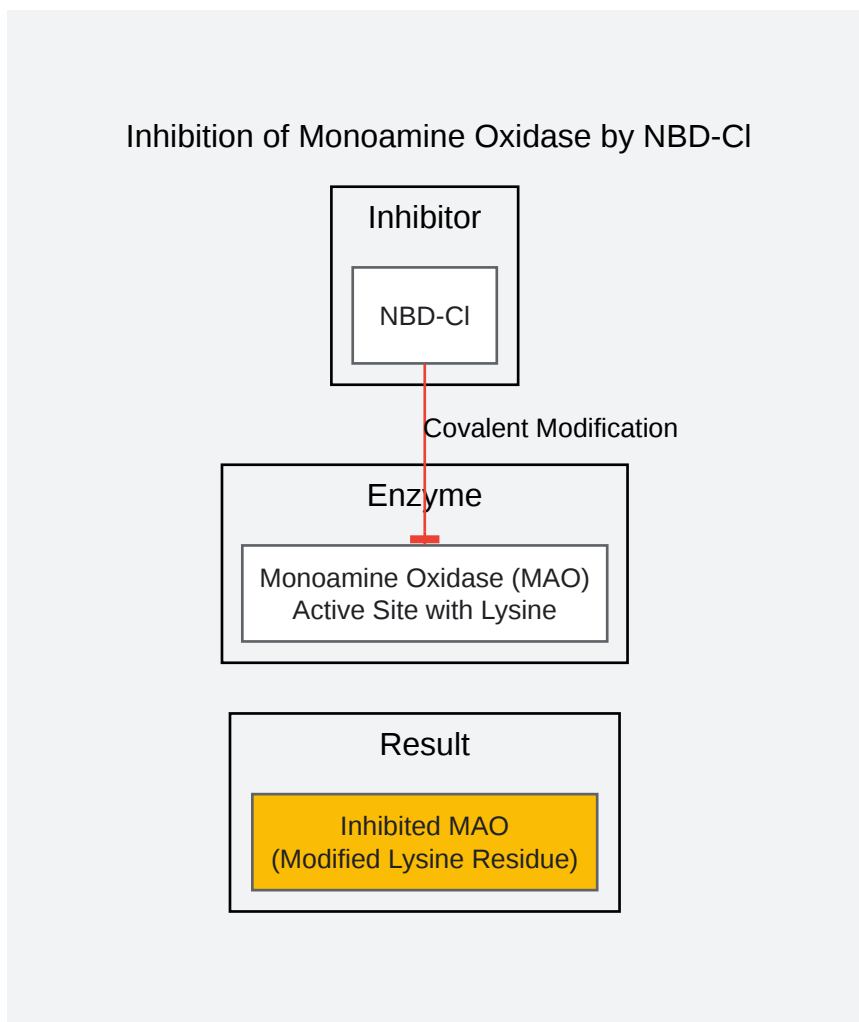 Inhibition of Monoamine Oxidase by NBD-Cl
Inhibitor
NBD-Cl
Covalent Modification
Enzyme
Monoamine Oxidase (MAO)
Active Site with Lysine
Result
Inhibited MAO
(Modified Lysine Residue)